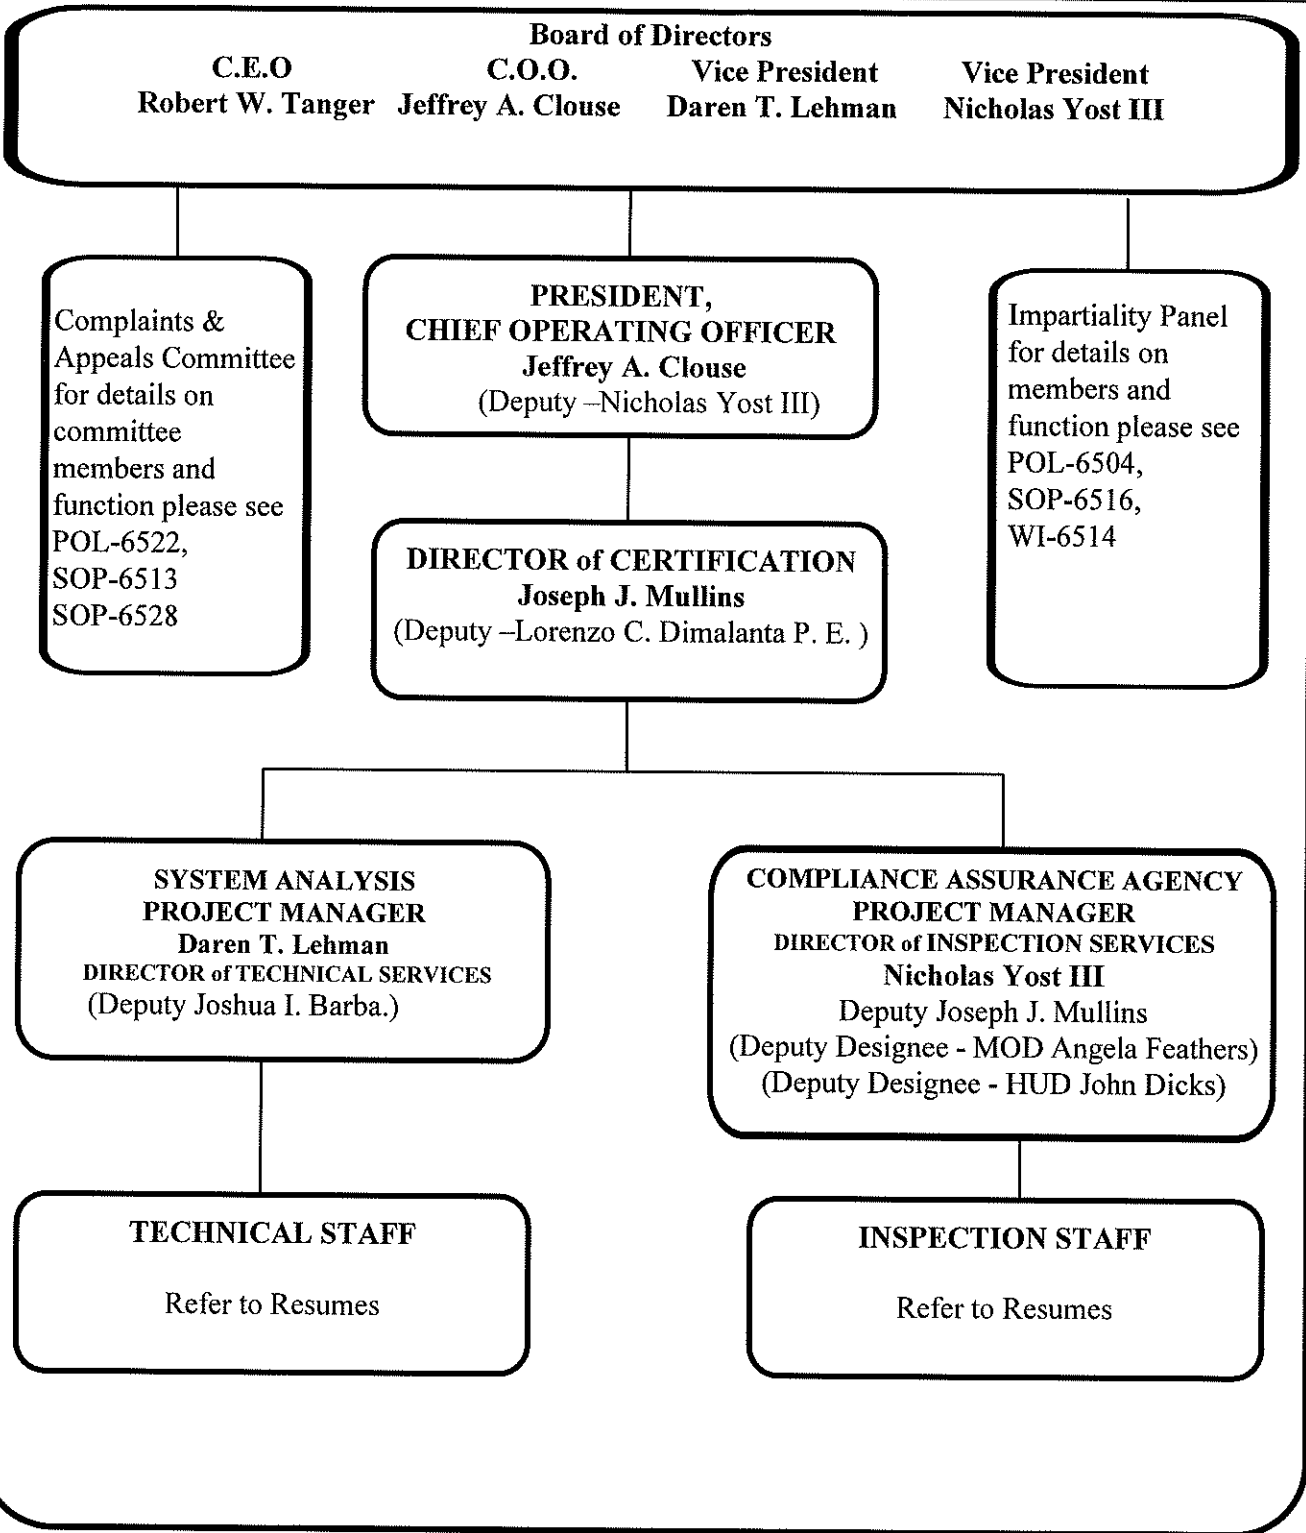 Board of Directors
C.E.O C.O.O. Vice President Vice President
Robert W. Tanger Jeffrey A. Clouse Daren T. Lehman Nicholas Yost III
Complaints &
Appeals Committee
for details on
committee
members and
function please see
POL-6522,
SOP-6513
SOP-6528
PRESIDENT,
CHIEF OPERATING OFFICER
Jeffrey A. Clouse
(Deputy –Nicholas Yost III)
Impartiality Panel
for details on
members and
function please see
POL-6504,
SOP-6516,
WI-6514
DIRECTOR of CERTIFICATION
Joseph J. Mullins
(Deputy –Lorenzo C. Dimalanta P. E. )
SYSTEM ANALYSIS
PROJECT MANAGER
Daren T. Lehman
DIRECTOR of TECHNICAL SERVICES
(Deputy Joshua I. Barba.)
COMPLIANCE ASSURANCE AGENCY
PROJECT MANAGER
DIRECTOR of INSPECTION SERVICES
Nicholas Yost III
Deputy Joseph J. Mullins
(Deputy Designee - MOD Angela Feathers)
(Deputy Designee - HUD John Dicks)
TECHNICAL STAFF
Refer to Resumes
INSPECTION STAFF
Refer to Resumes